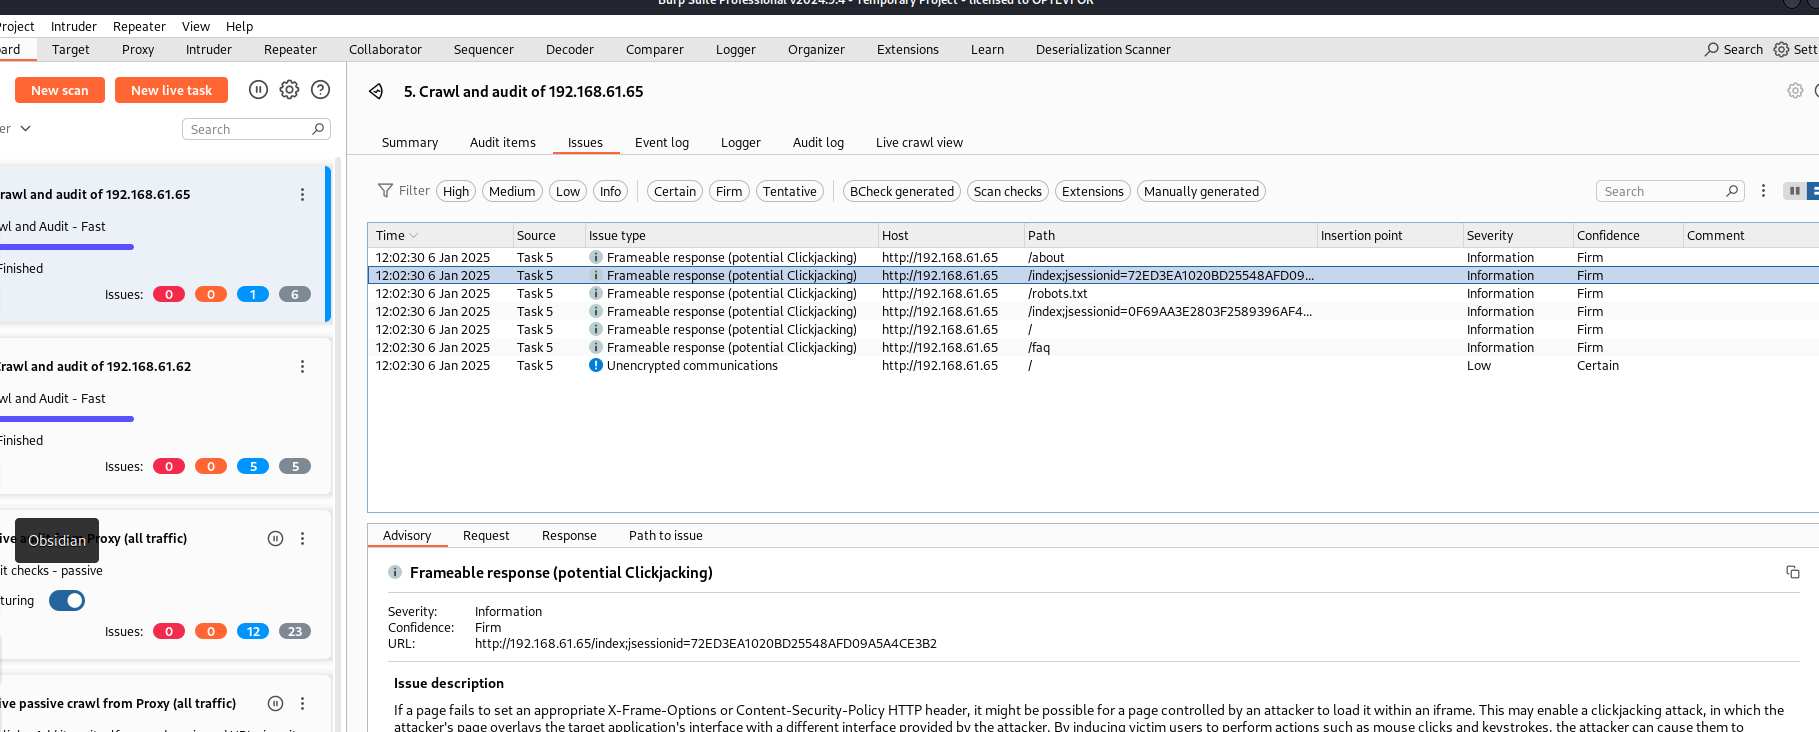 Burp Suite Professional v2024.9.4 - Temporary Project - licensed to OPTEVFOR
roject Intruder Repeater View Help
ard Target Proxy Intruder Repeater Collaborator Sequencer Decoder Comparer Logger Organizer Extensions Learn Deserialization Scanner Search Sett
New scan New live task
er
Search
rawl and audit of 192.168.61.65
wl and Audit - Fast
Finished
Issues: 0 0 1 6
Crawl and audit of 192.168.61.62
wl and Audit - Fast
Finished
Issues: 0 0 5 5
ive Proxy (all traffic)
Obsidian
it checks - passive
turing
Issues: 0 0 12 23
ive passive crawl from Proxy (all traffic)
5. Crawl and audit of 192.168.61.65
Summary Audit items Issues Event log Logger Audit log Live crawl view
Filter High Medium Low Info Certain Firm Tentative BCheck generated Scan checks Extensions Manually generated Search
Time Source Issue type Host Path Insertion point Severity Confidence Comment
12:02:30 6 Jan 2025 Task 5 Frameable response (potential Clickjacking) http://192.168.61.65 /about Information Firm
12:02:30 6 Jan 2025 Task 5 Frameable response (potential Clickjacking) http://192.168.61.65 /index;jsessionid=72ED3EA1020BD25548AFD09... Information Firm
12:02:30 6 Jan 2025 Task 5 Frameable response (potential Clickjacking) http://192.168.61.65 /robots.txt Information Firm
12:02:30 6 Jan 2025 Task 5 Frameable response (potential Clickjacking) http://192.168.61.65 /index;jsessionid=0F69AA3E2803F2589396AF4... Information Firm
12:02:30 6 Jan 2025 Task 5 Frameable response (potential Clickjacking) http://192.168.61.65 / Information Firm
12:02:30 6 Jan 2025 Task 5 Frameable response (potential Clickjacking) http://192.168.61.65 /faq Information Firm
12:02:30 6 Jan 2025 Task 5 Unencrypted communications http://192.168.61.65 / Low Certain
Advisory Request Response Path to issue
Frameable response (potential Clickjacking)
Severity: Information
Confidence: Firm
URL: http://192.168.61.65/index;jsessionid=72ED3EA1020BD25548AFD09A5A4CE3B2
Issue description
If a page fails to set an appropriate X-Frame-Options or Content-Security-Policy HTTP header, it might be possible for a page controlled by an attacker to load it within an iframe. This may enable a clickjacking attack, in which the
attacker's page overlays the target application's interface with a different interface provided by the attacker. By inducing victim users to perform actions such as mouse clicks and keystrokes, the attacker can cause them to